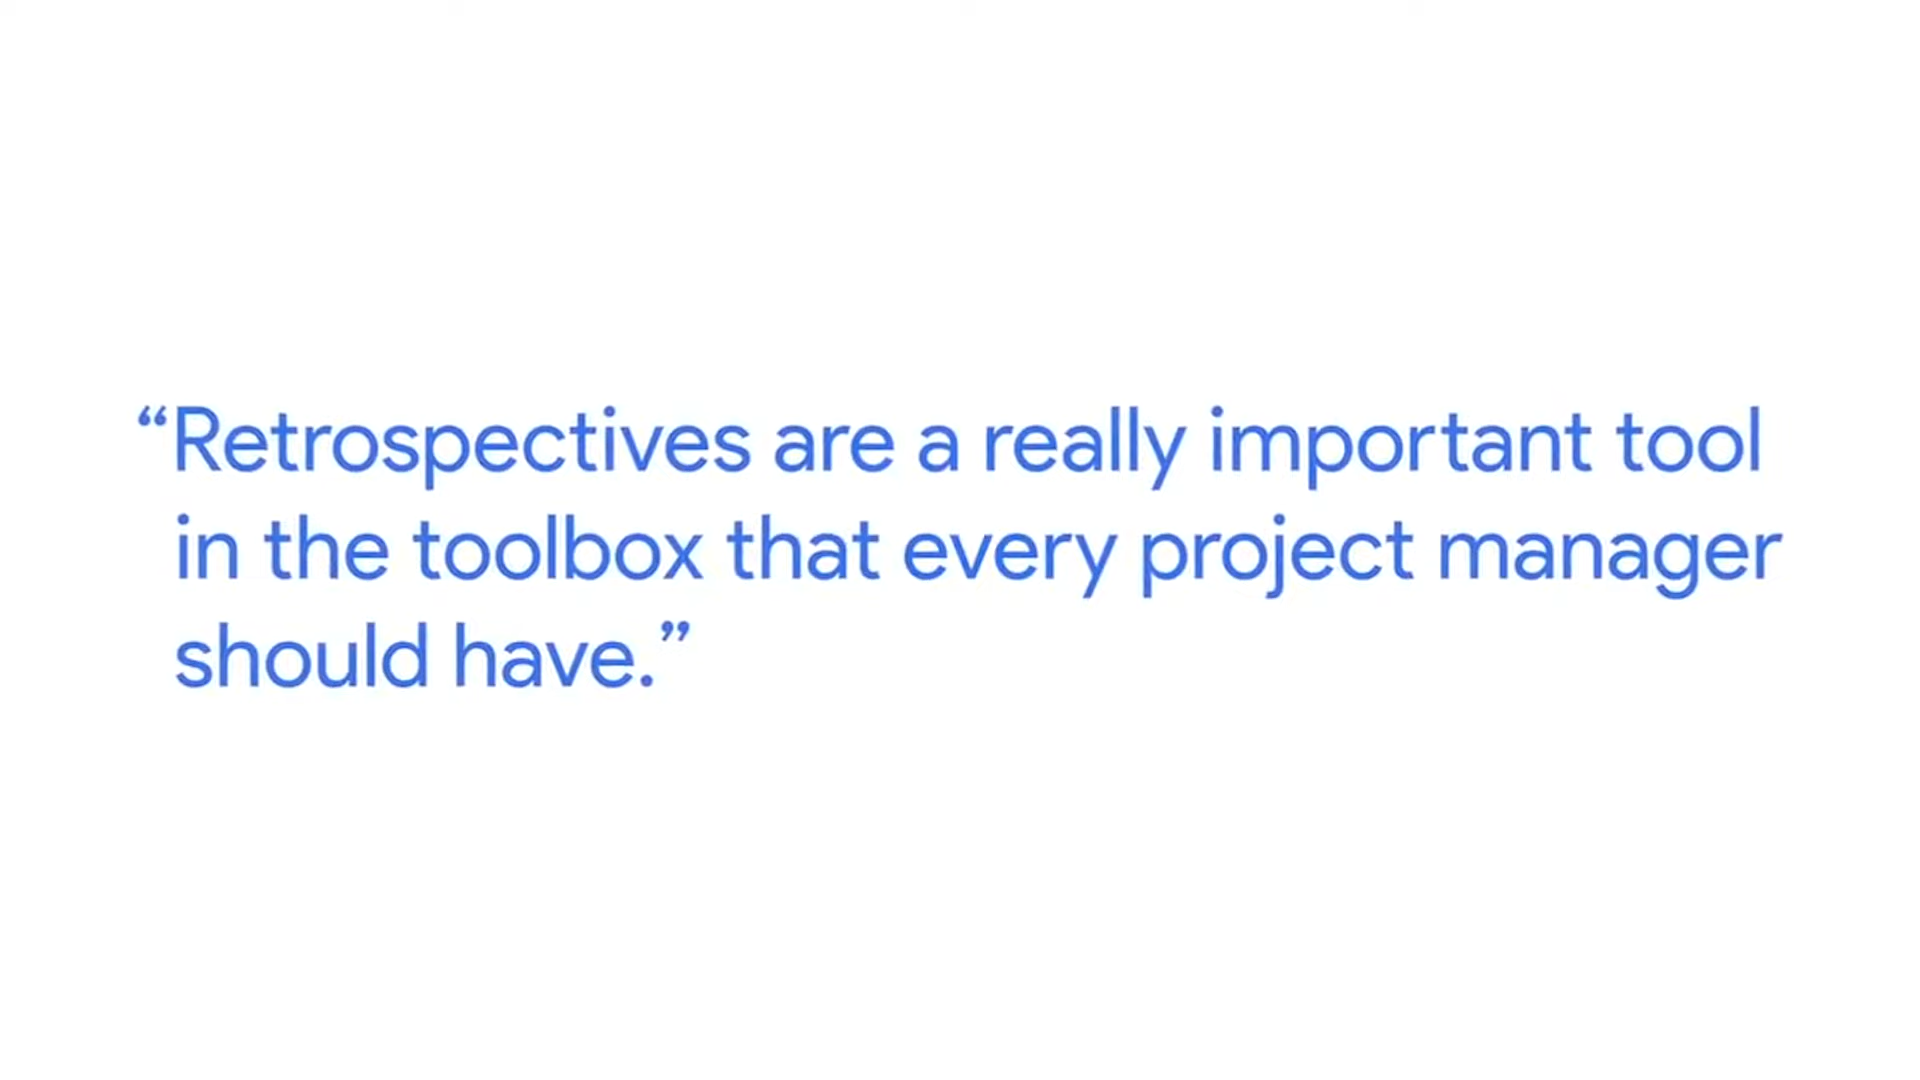 “Retrospectives are a really important tool
in the toolbox that every project manager
should have.”